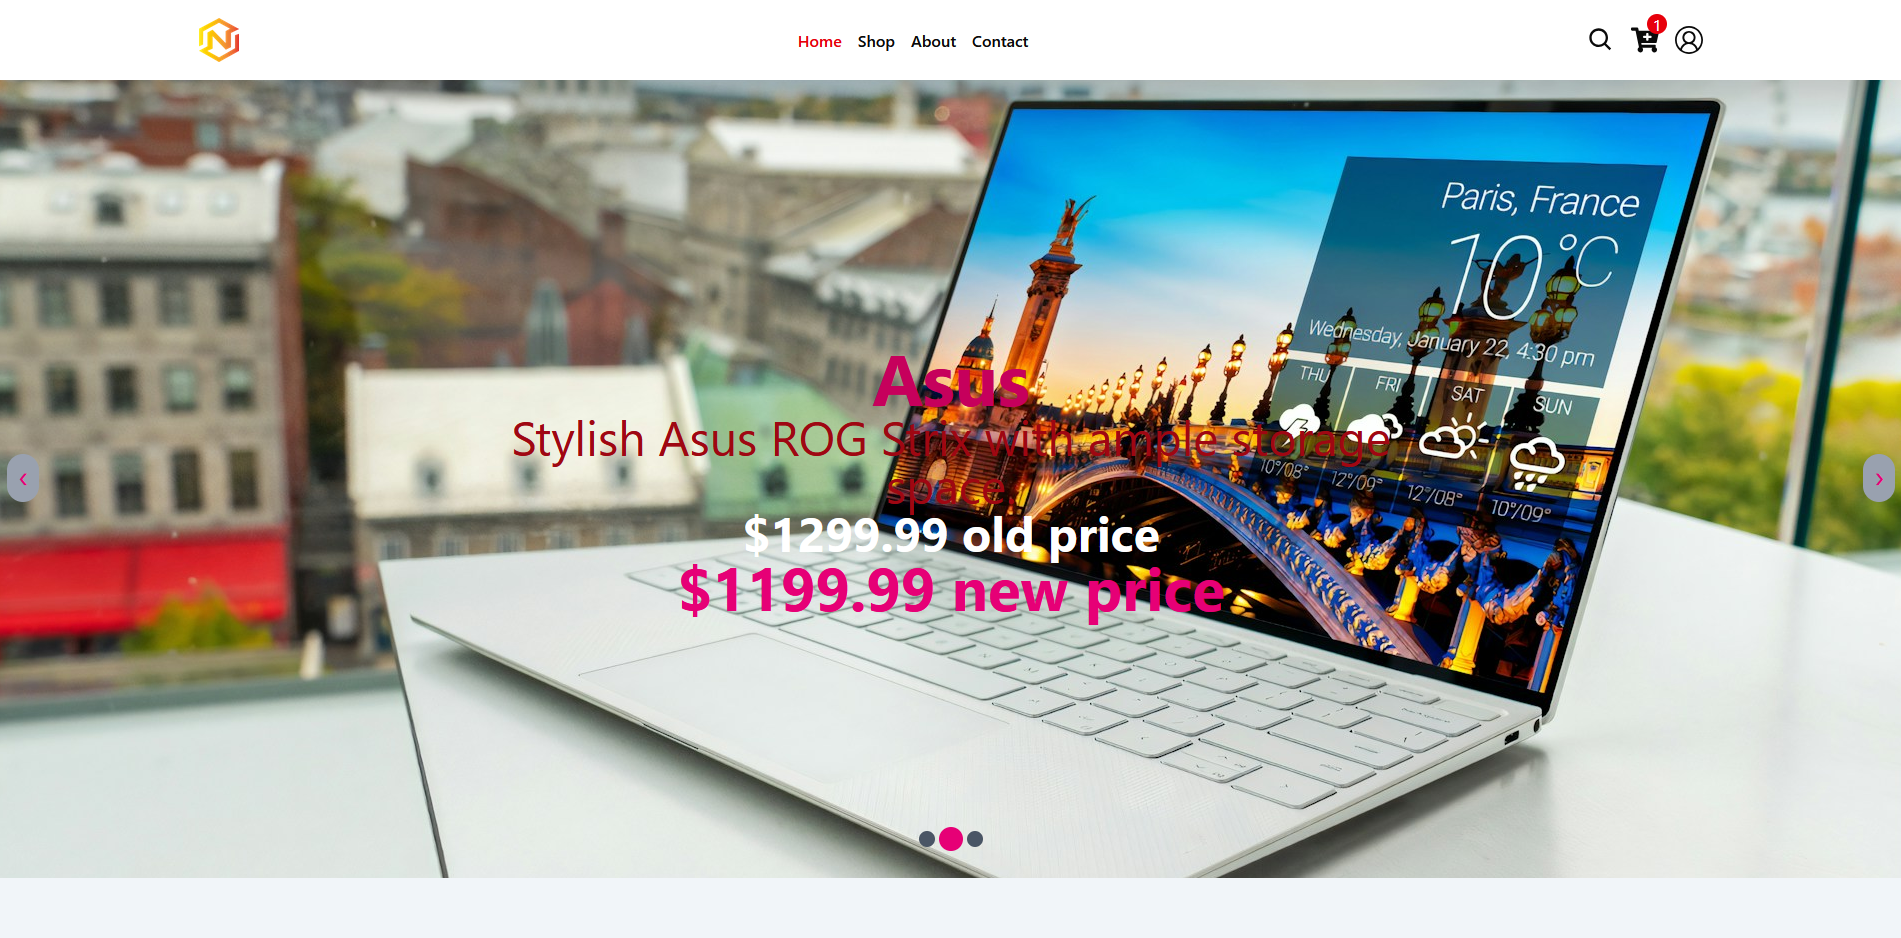 Home Shop About Contact
1
Paris, France
10°C
Wednesday, January 22, 4:30 pm
THU FRI SAT SUN
10°/08° 12°/09° 12°/08° 10°/09°
Asus
Stylish Asus ROG Strix with ample storage
space.
$1299.99 old price
$1199.99 new price